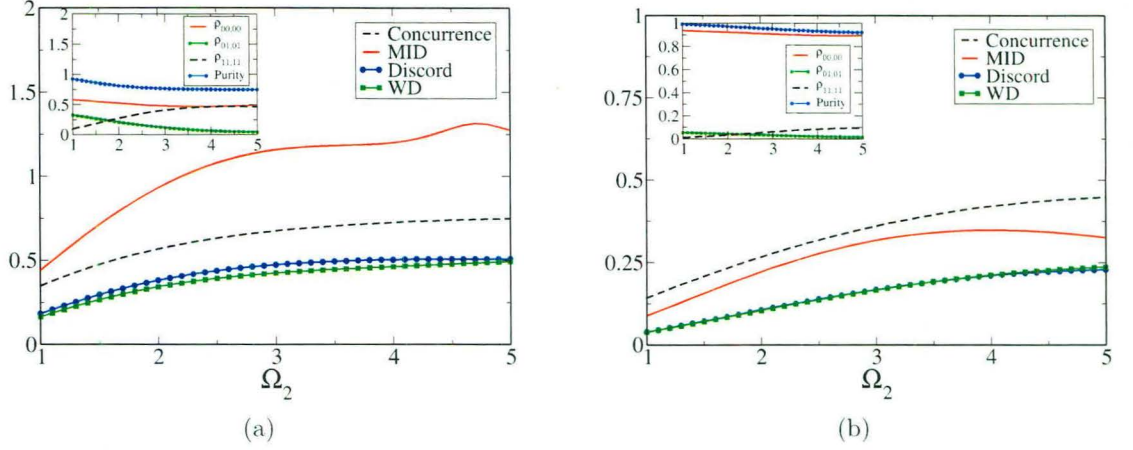 2
1.5
1
0.5
0
1
2
3
4
5
Ω₂
2
1.5
1
0.5
0
1
2
3
4
5
ρ₀₀,₀₀
ρ₀₁,₀₁
ρ₁₁,₁₁
Purity
Concurrence
MID
Discord
WD
(a)
1
0.75
0.5
0.25
0
1
2
3
4
5
Ω₂
1
0.8
0.6
0.4
0.2
0
1
2
3
4
5
ρ₀₀,₀₀
ρ₀₁,₀₁
ρ₁₁,₁₁
Purity
Concurrence
MID
Discord
WD
(b)